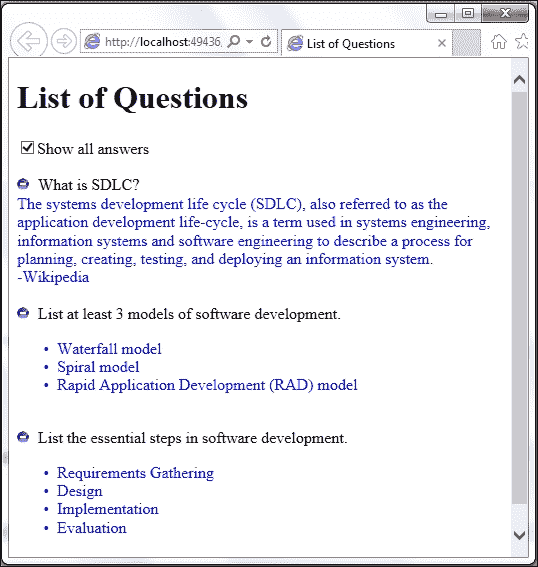 http://localhost:49436
List of Questions
List of Questions
Show all answers
What is SDLC?
The systems development life cycle (SDLC), also referred to as the
application development life-cycle, is a term used in systems engineering,
information systems and software engineering to describe a process for
planning, creating, testing, and deploying an information system.
-Wikipedia
List at least 3 models of software development.
• Waterfall model
• Spiral model
• Rapid Application Development (RAD) model
List the essential steps in software development.
• Requirements Gathering
• Design
• Implementation
• Evaluation